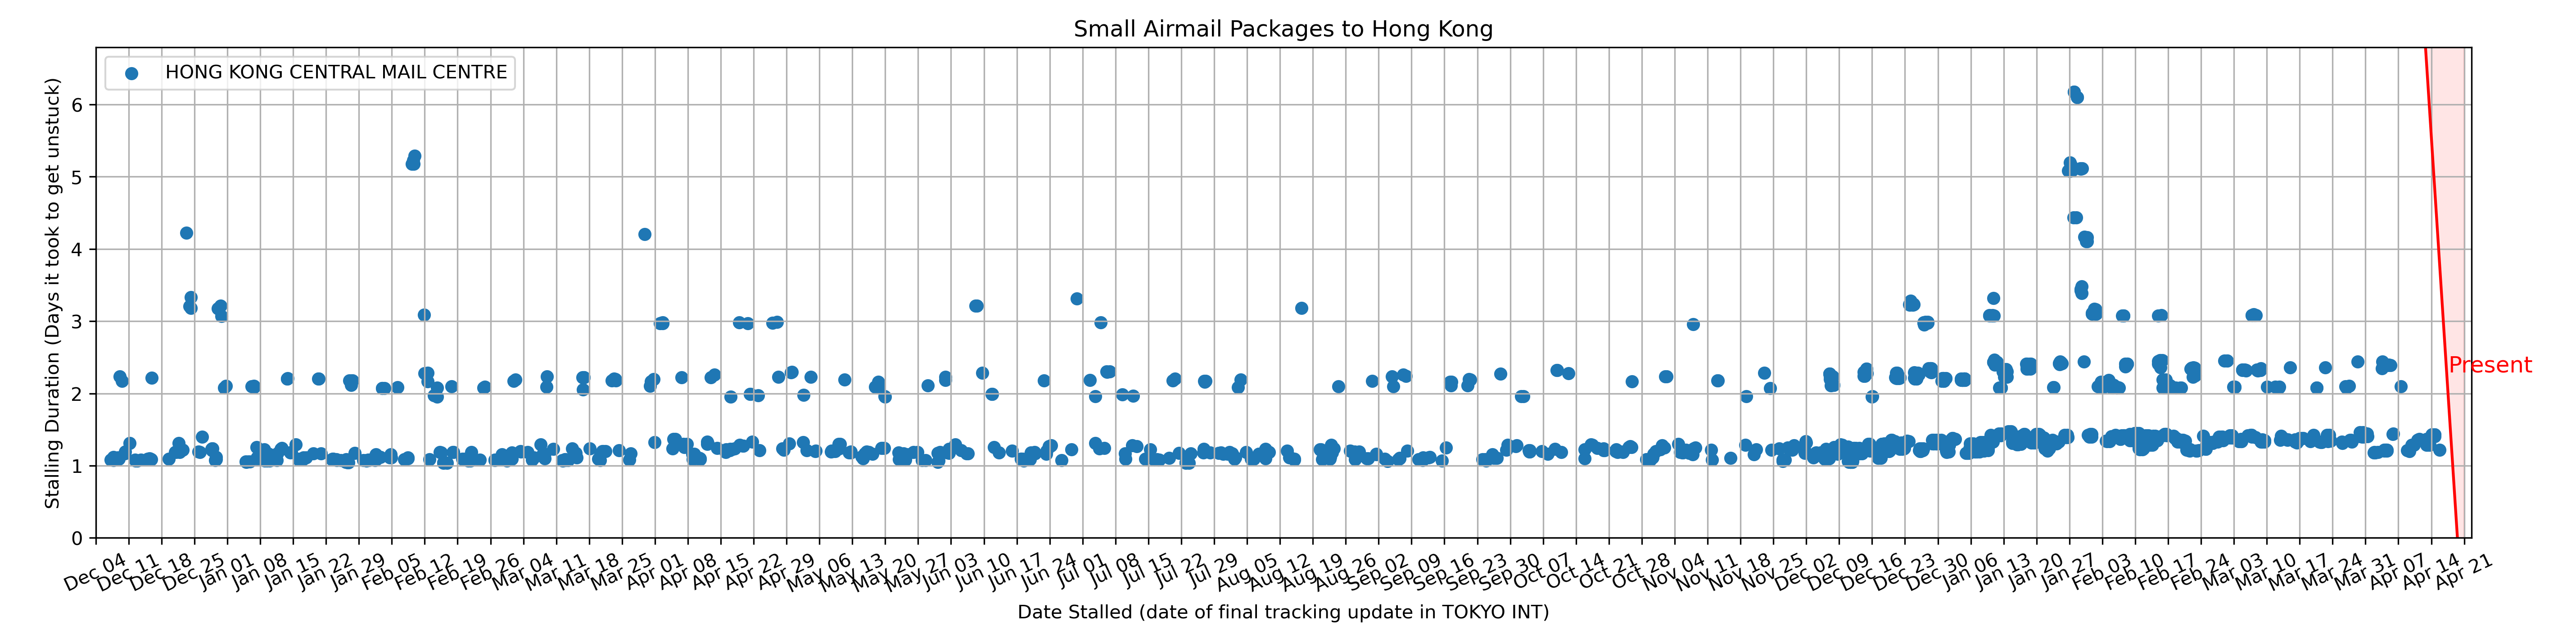 Small Airmail Packages to Hong Kong
HONG KONG CENTRAL MAIL CENTRE
Stalling Duration (Days it took to get unstuck)
6
5
4
3
2
1
0
Present
Dec 04 Dec 11 Dec 18 Dec 25 Jan 01 Jan 08 Jan 15 Jan 22 Jan 29 Feb 05 Feb 12 Feb 19 Feb 26 Mar 04 Mar 11 Mar 18 Mar 25 Apr 01 Apr 08 Apr 15 Apr 22 Apr 29 May 06 May 13 May 20 May 27 Jun 03 Jun 10 Jun 17 Jun 24 Jul 01 Jul 08 Jul 15 Jul 22 Jul 29 Aug 05 Aug 12 Aug 19 Aug 26 Sep 02 Sep 09 Sep 16 Sep 23 Sep 30 Oct 07 Oct 14 Oct 21 Oct 28 Nov 04 Nov 11 Nov 18 Nov 25 Dec 02 Dec 09 Dec 16 Dec 23 Dec 30 Jan 06 Jan 13 Jan 20 Jan 27 Feb 03 Feb 10 Feb 17 Feb 24 Mar 03 Mar 10 Mar 17 Mar 24 Mar 31 Apr 07 Apr 14 Apr 21
Date Stalled (date of final tracking update in TOKYO INT)